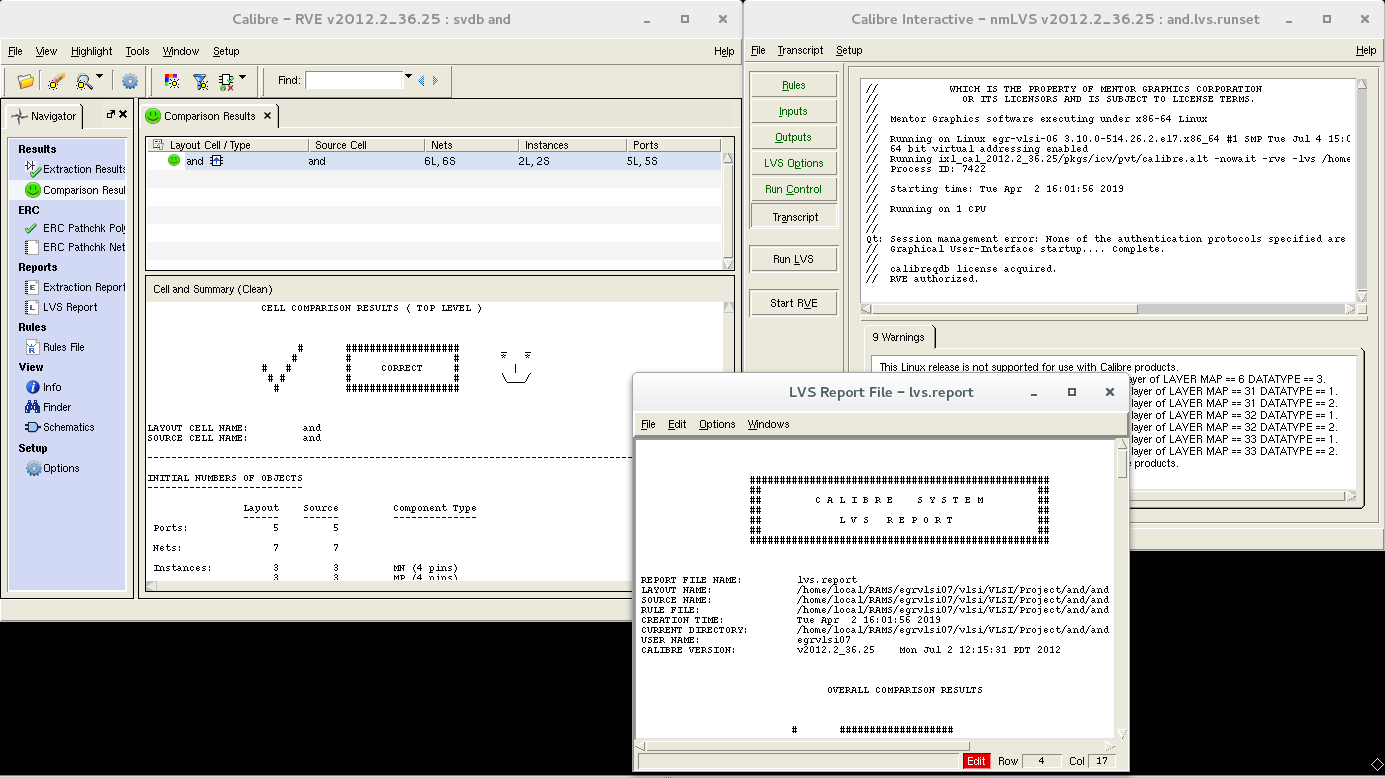 Calibre - RVE v2012.2_36.25 : svdb and
File View Highlight Tools Window Setup Help
Find:
Navigator
Results
Extraction Results
Comparison Resul
ERC
ERC Pathchk Poly
ERC Pathchk Net
Reports
Extraction Report
LVS Report
Rules
Rules File
View
Info
Finder
Schematics
Setup
Options
Comparison Results
Layout Cell / Type Source Cell Nets Instances Ports
and and 6L, 6S 2L, 2S 5L, 5S
Cell and Summary (Clean)
CELL COMPARISON RESULTS ( TOP LEVEL )
# ###################
# # #
# # # CORRECT #
# # # #
# ###################
LAYOUT CELL NAME: and
SOURCE CELL NAME: and
INITIAL NUMBERS OF OBJECTS
Layout Source Component Type
Ports: 5 5
Nets: 7 7
Instances: 3 3 MN (4 pins)
3 3 MP (4 pins)
Calibre Interactive - nmLVS v2012.2_36.25 : and.lvs.runset
File Transcript Setup Help
Rules
Inputs
Outputs
LVS Options
Run Control
Transcript
Run LVS
Start RVE
// WHICH IS THE PROPERTY OF MENTOR GRAPHICS CORPORATION
// OR ITS LICENSORS AND IS SUBJECT TO LICENSE TERMS.
//
// Mentor Graphics software executing under x86-64 Linux
//
// Running on Linux egr-vlsi-06 3.10.0-514.26.2.el7.x86_64 #1 SMP Tue Jul 4 15:0
// 64 bit virtual addressing enabled
// Running ixl_cal_2012.2_36.25/pkgs/icv/pvt/calibre.alt -nowait -rve -lvs /home
// Process ID: 7422
//
// Starting time: Tue Apr 2 16:01:56 2019
//
// Running on 1 CPU
//
//
Qt: Session management error: None of the authentication protocols specified are
// Graphical User-Interface startup.... Complete.
//
// calibreqdb license acquired.
// RVE authorized.
9 Warnings
This Linux release is not supported for use with Calibre products.
layer of LAYER MAP == 6 DATATYPE == 3.
layer of LAYER MAP == 31 DATATYPE == 1.
layer of LAYER MAP == 31 DATATYPE == 2.
layer of LAYER MAP == 32 DATATYPE == 1.
layer of LAYER MAP == 32 DATATYPE == 2.
layer of LAYER MAP == 33 DATATYPE == 1.
layer of LAYER MAP == 33 DATATYPE == 2.
products.
LVS Report File - lvs.report
File Edit Options Windows
##################################################
## ##
## C A L I B R E S Y S T E M ##
## ##
## L V S R E P O R T ##
## ##
##################################################
REPORT FILE NAME: lvs.report
LAYOUT NAME: /home/local/RAMS/egrvlsi07/vlsi/VLSI/Project/and/and
SOURCE NAME: /home/local/RAMS/egrvlsi07/vlsi/VLSI/Project/and/and
RULE FILE: /home/local/RAMS/egrvlsi07/vlsi/VLSI/Project/and/and
CREATION TIME: Tue Apr 2 16:01:56 2019
CURRENT DIRECTORY: /home/local/RAMS/egrvlsi07/vlsi/VLSI/Project/and/and
USER NAME: egrvlsi07
CALIBRE VERSION: v2012.2_36.25 Mon Jul 2 12:15:31 PDT 2012
OVERALL COMPARISON RESULTS
# ###################
Edit Row 4 Col 17